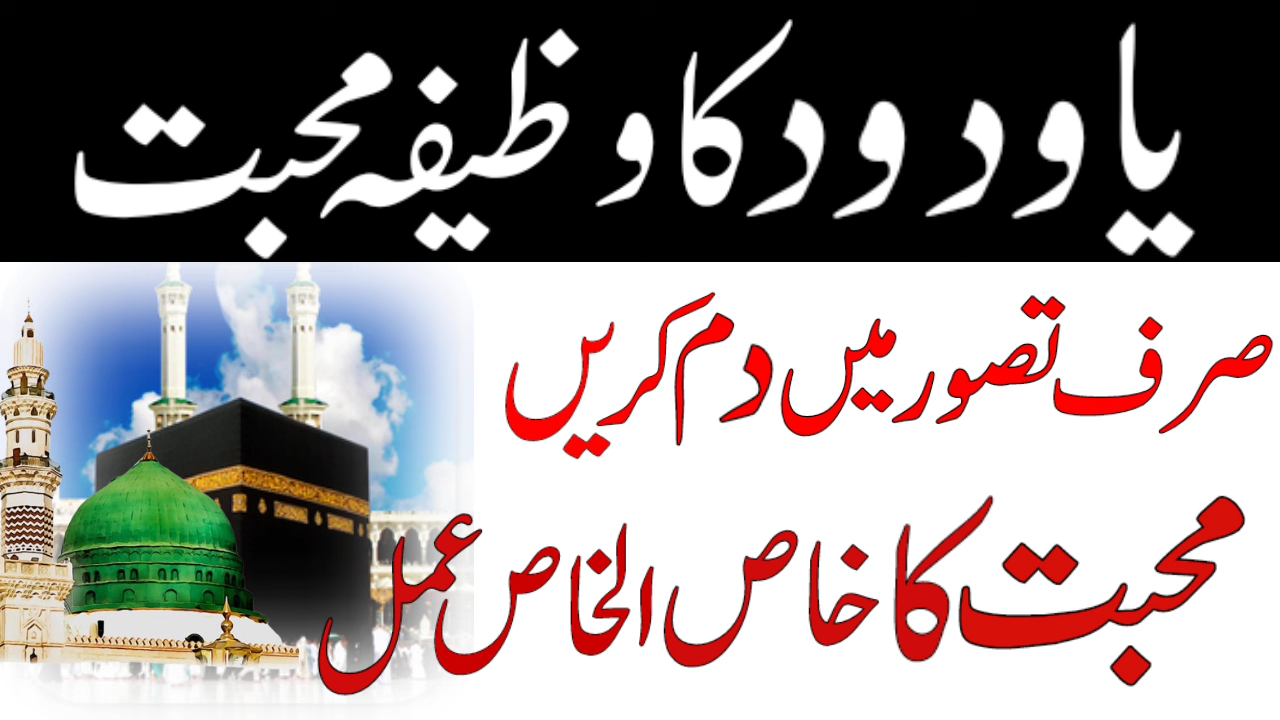 یا ودود کا وظیفہ محبت
صرف تصور میں دم کریں
محبت کا خاص الخاص عمل